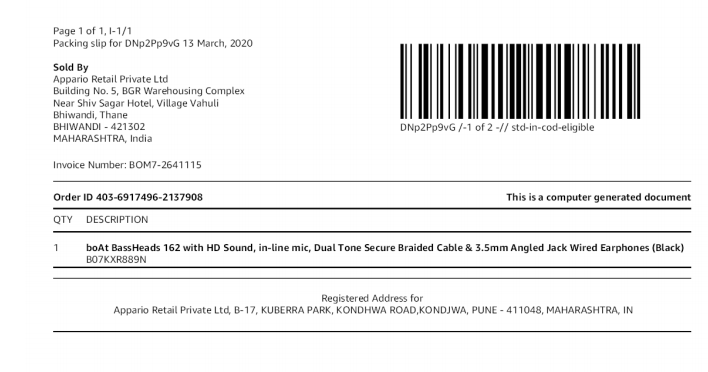 Page 1 of 1, I-1/1
Packing slip for DNp2Pp9vG 13 March, 2020
Sold By
Appario Retail Private Ltd
Building No. 5, BGR Warehousing Complex
Near Shiv Sagar Hotel, Village Vahuli
Bhiwandi, Thane
BHIWANDI - 421302
MAHARASHTRA, India
DNp2Pp9vG /-1 of 2 -// std-in-cod-eligible
Invoice Number: BOM7-2641115
Order ID 403-6917496-2137908 This is a computer generated document
QTY DESCRIPTION
1 boAt BassHeads 162 with HD Sound, in-line mic, Dual Tone Secure Braided Cable & 3.5mm Angled Jack Wired Earphones (Black)
B07KXR889N
Registered Address for
Appario Retail Private Ltd, B-17, KUBERRA PARK, KONDHWA ROAD,KONDJWA, PUNE - 411048, MAHARASHTRA, IN